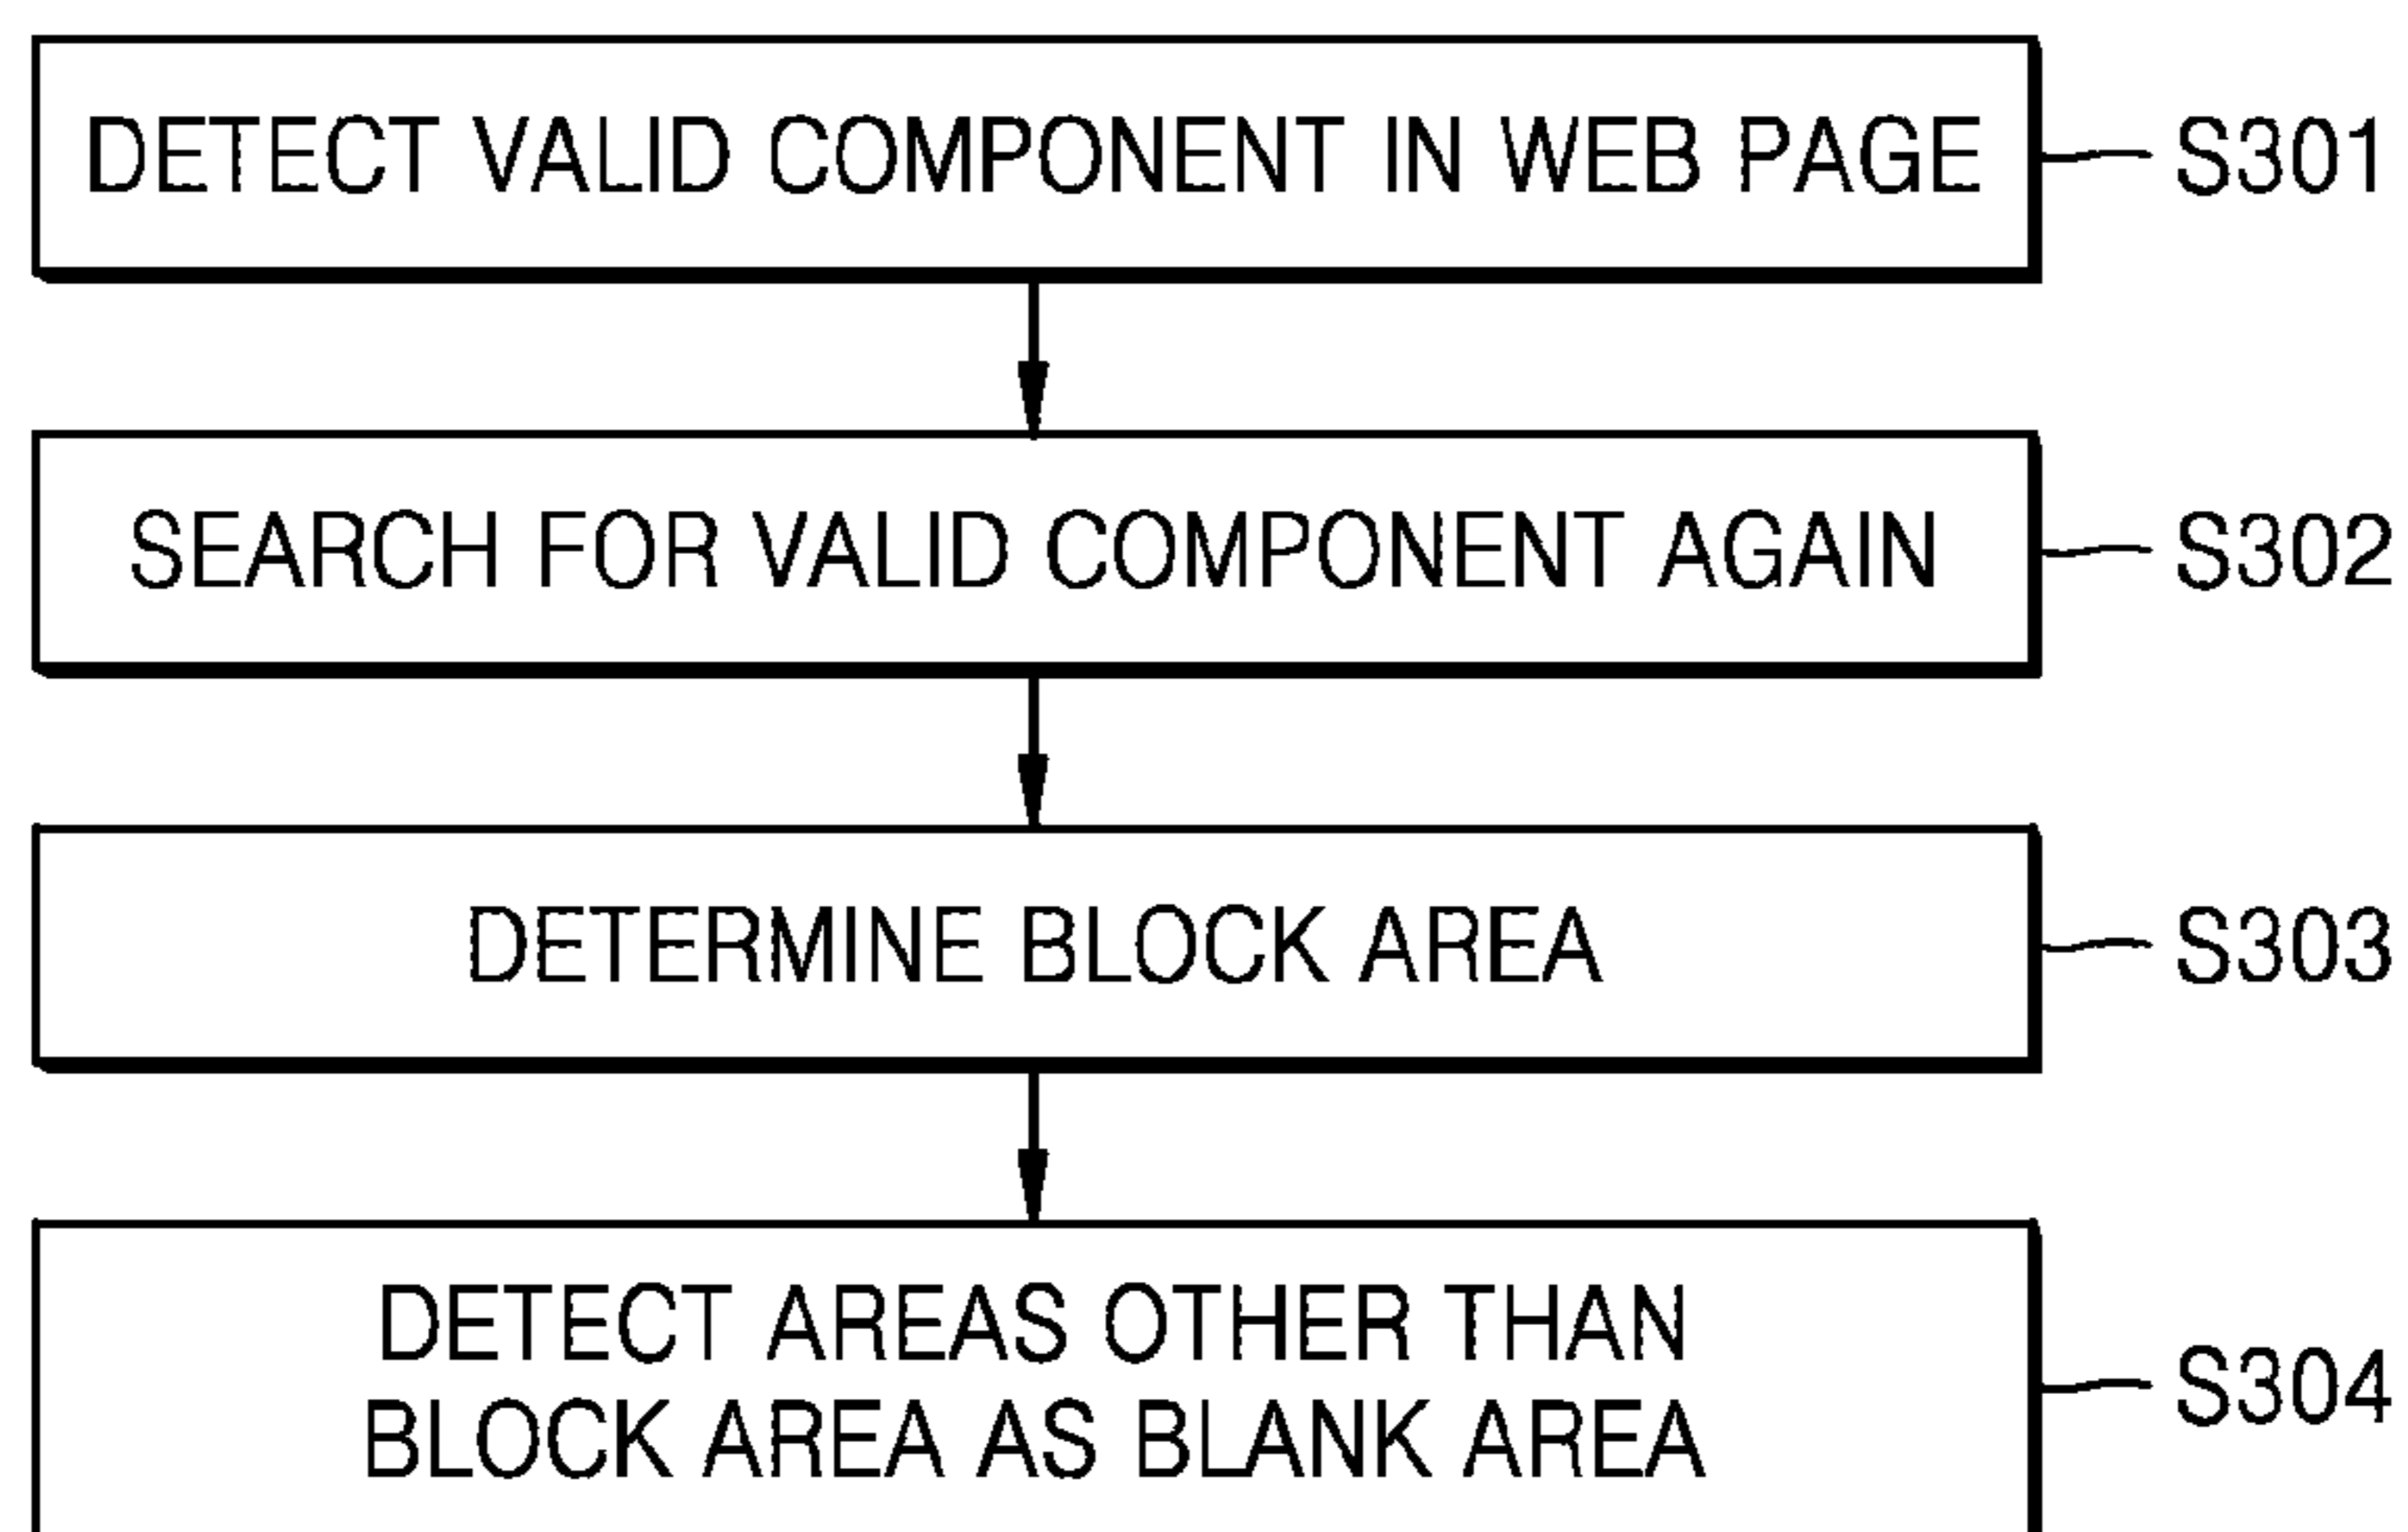 DETECT VALID COMPONENT IN WEB PAGE S301
SEARCH FOR VALID COMPONENT AGAIN S302
DETERMINE BLOCK AREA S303
DETECT AREAS OTHER THAN
BLOCK AREA AS BLANK AREA S304